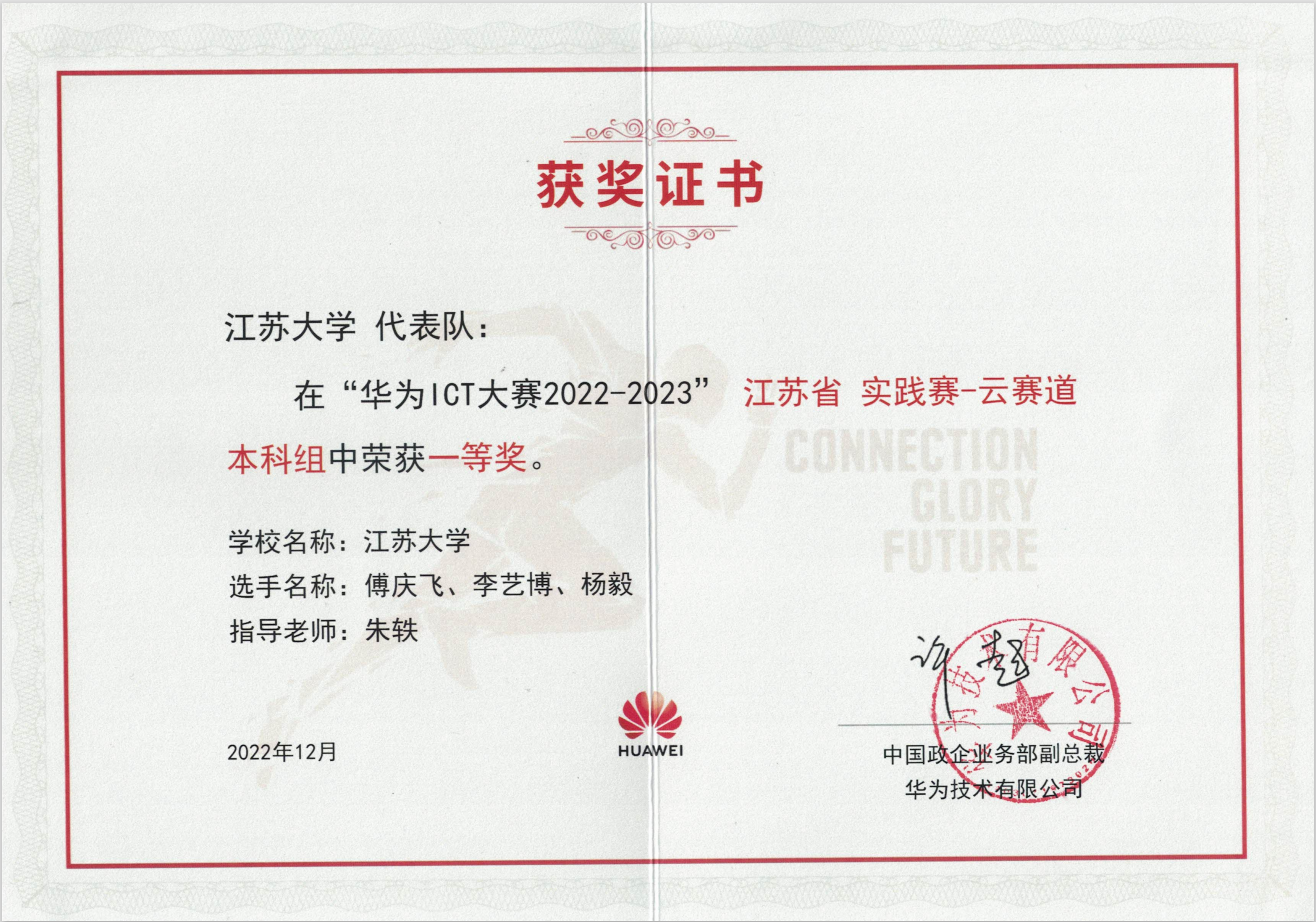 获奖证书
江苏大学 代表队：
在“华为ICT大赛2022-2023” 江苏省 实践赛-云赛道
本科组中荣获一等奖。
CONNECTION
GLORY
FUTURE
学校名称：江苏大学
选手名称：傅庆飞、李艺博、杨毅
指导老师：朱轶
2022年12月
HUAWEI
华为技术有限公司
中国政企业务部副总裁
华为技术有限公司